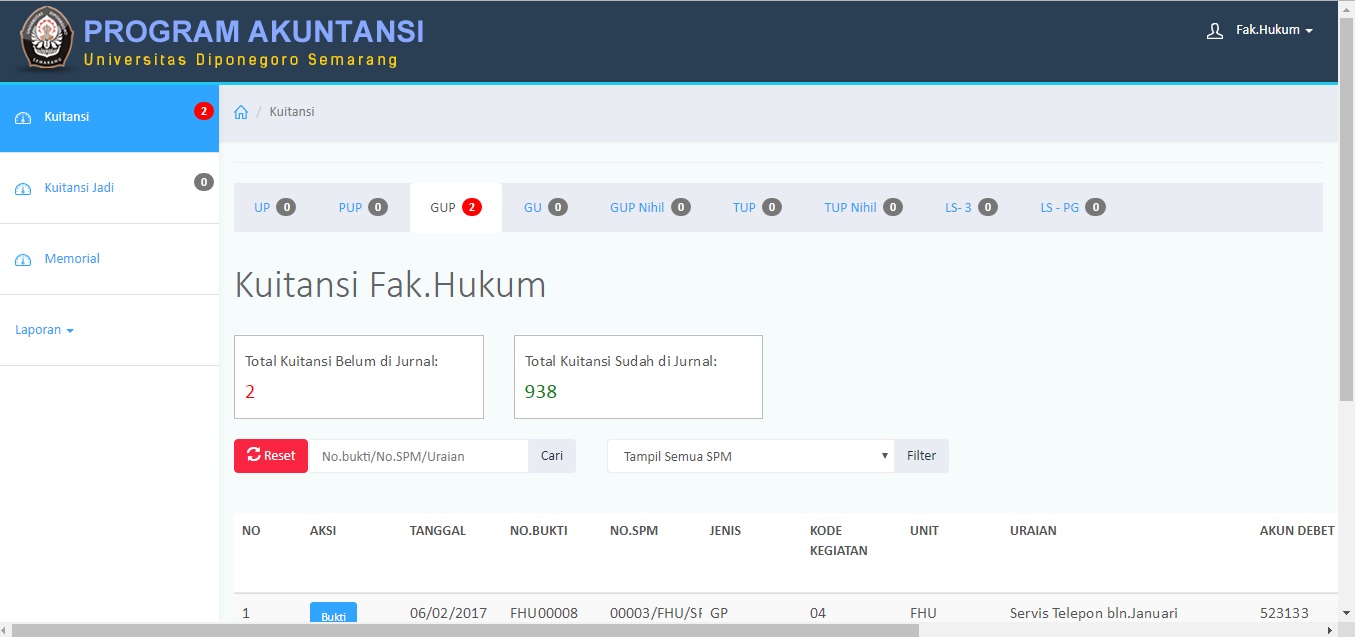 PROGRAM AKUNTANSI
Universitas Diponegoro Semarang
Fak.Hukum
Kuitansi 2
/ Kuitansi
Kuitansi Jadi 0
Memorial
Laporan
UP 0 PUP 0 GUP 2 GU 0 GUP Nihil 0 TUP 0 TUP Nihil 0 LS- 3 0 LS - PG 0
Kuitansi Fak.Hukum
Total Kuitansi Belum di Jurnal:
2
Total Kuitansi Sudah di Jurnal:
938
Reset No.bukti/No.SPM/Uraian Cari Tampil Semua SPM Filter
NO AKSI TANGGAL NO.BUKTI NO.SPM JENIS KODE KEGIATAN UNIT URAIAN AKUN DEBET
1 Bukti 06/02/2017 FHU00008 00003/FHU/SF GP 04 FHU Servis Telepon bln.Januari 523133